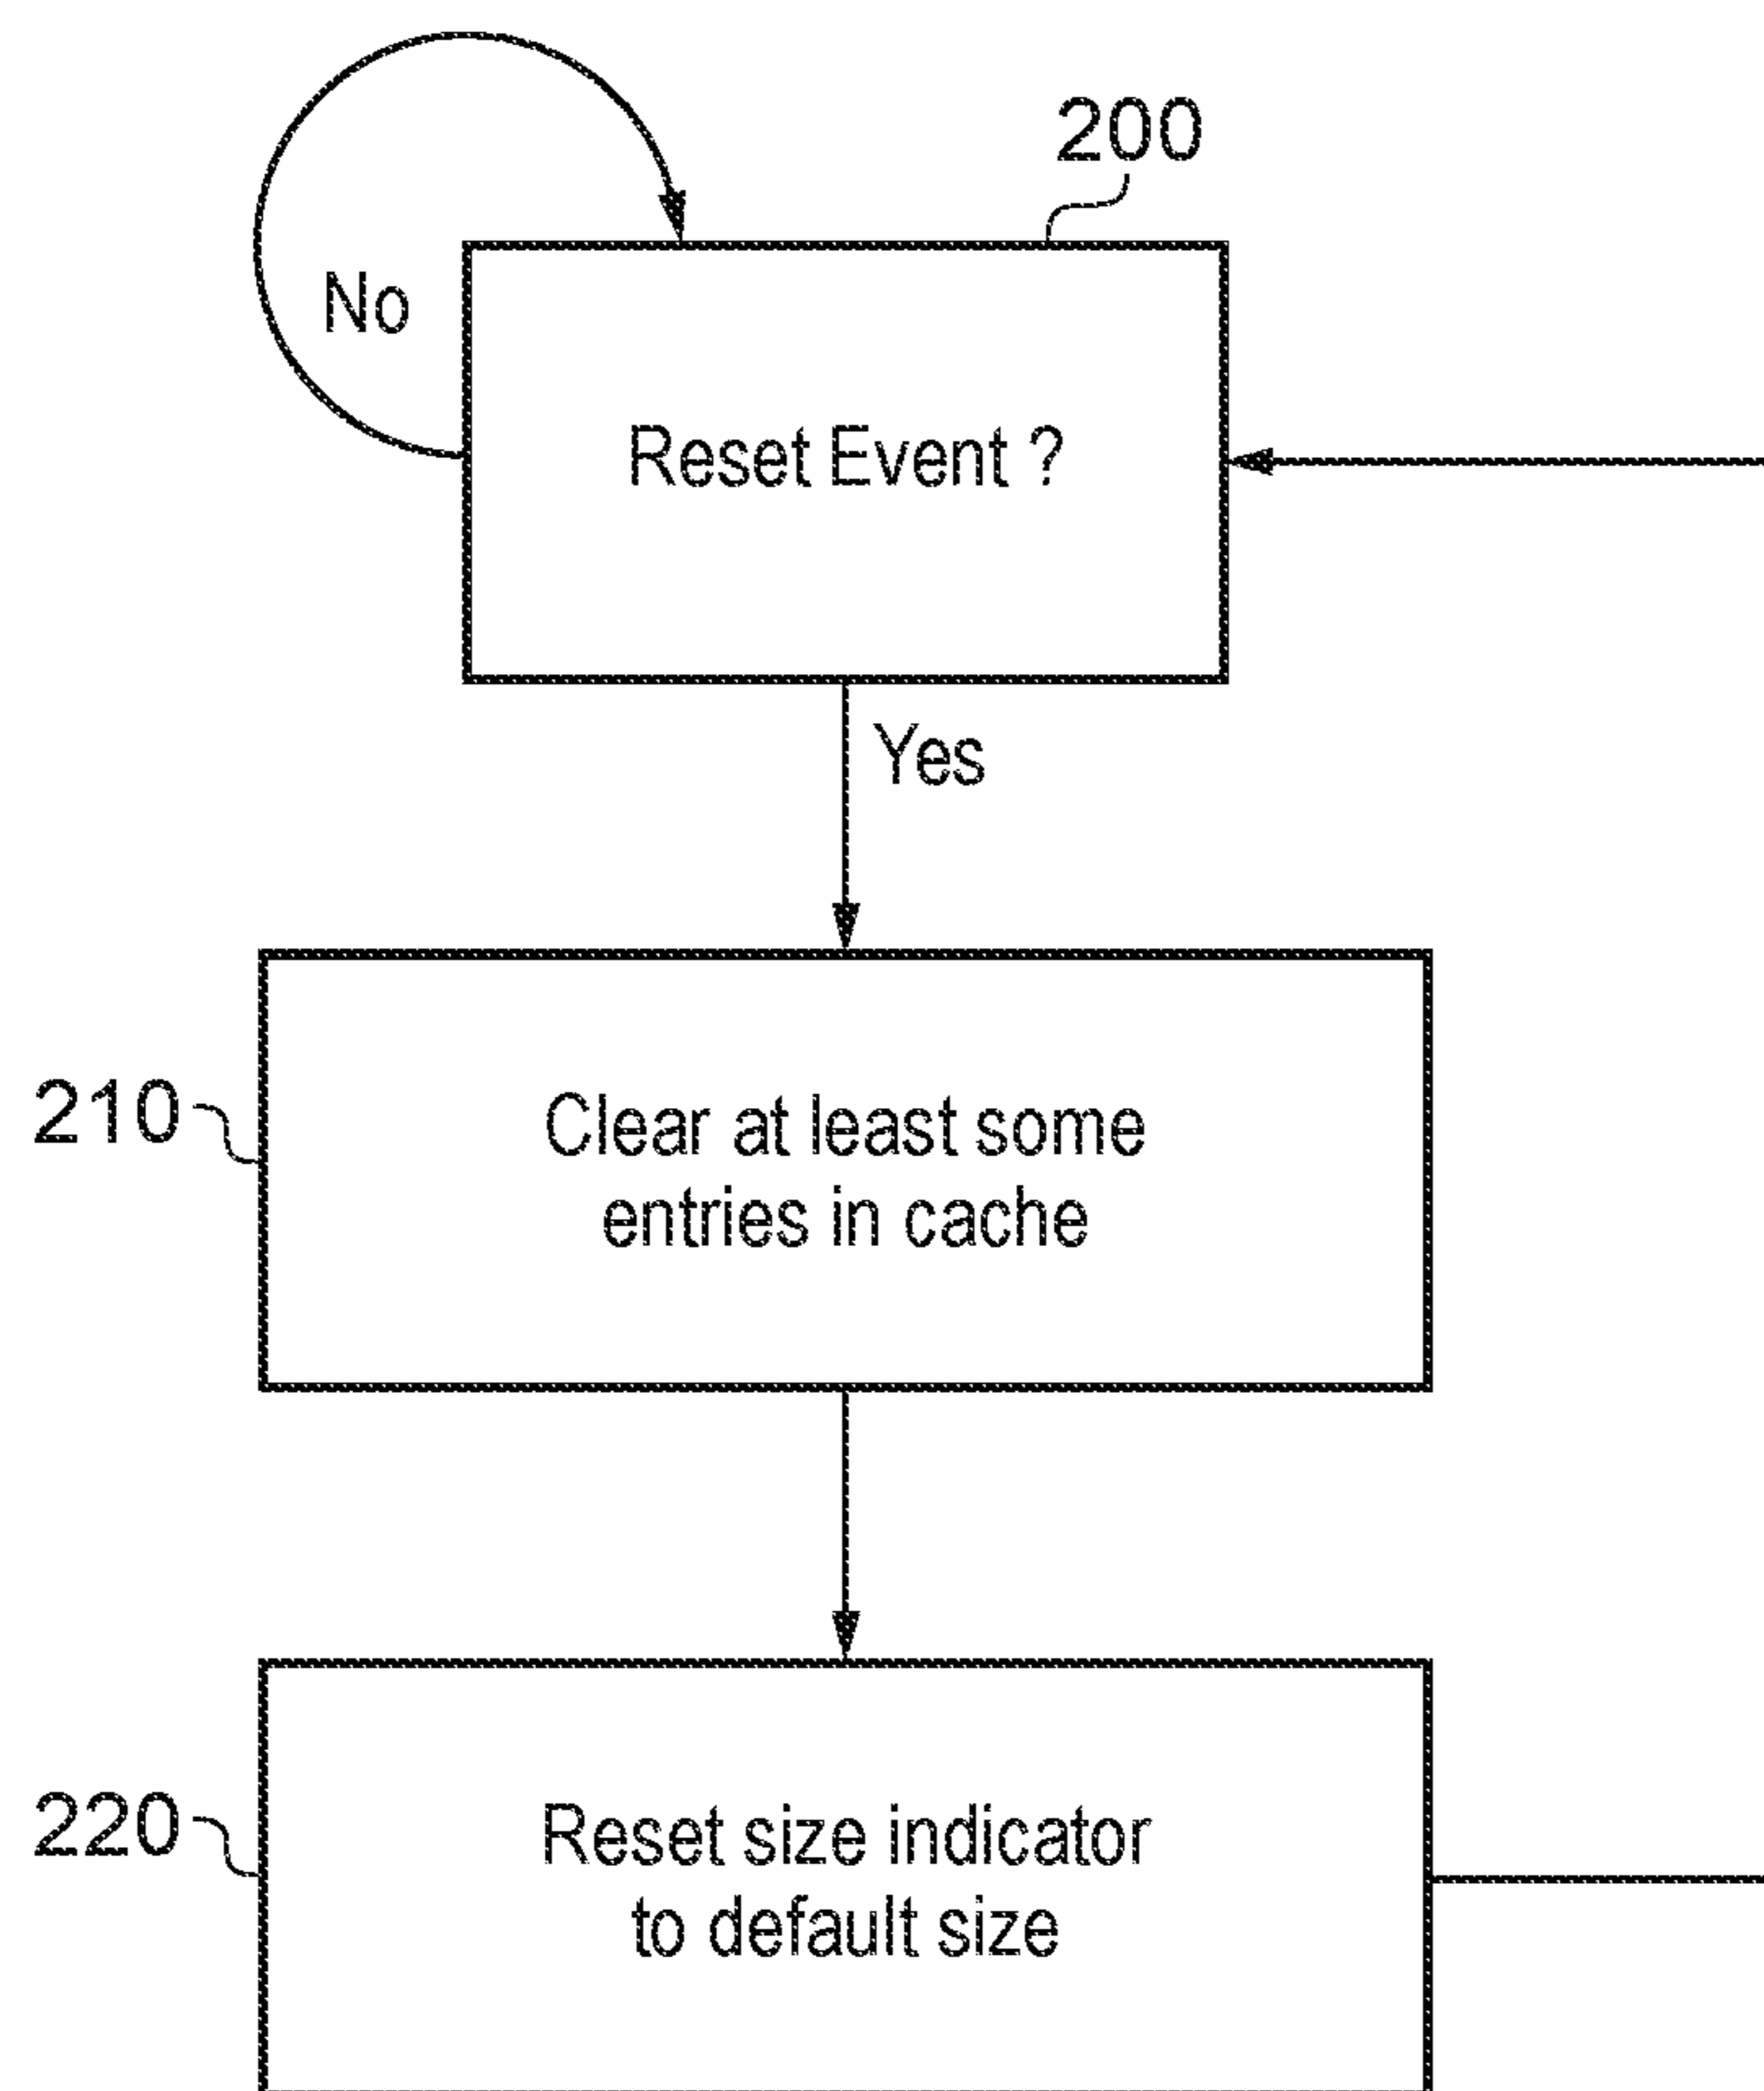 200
No
Reset Event ?
Yes
210
Clear at least some
entries in cache
220
Reset size indicator
to default size